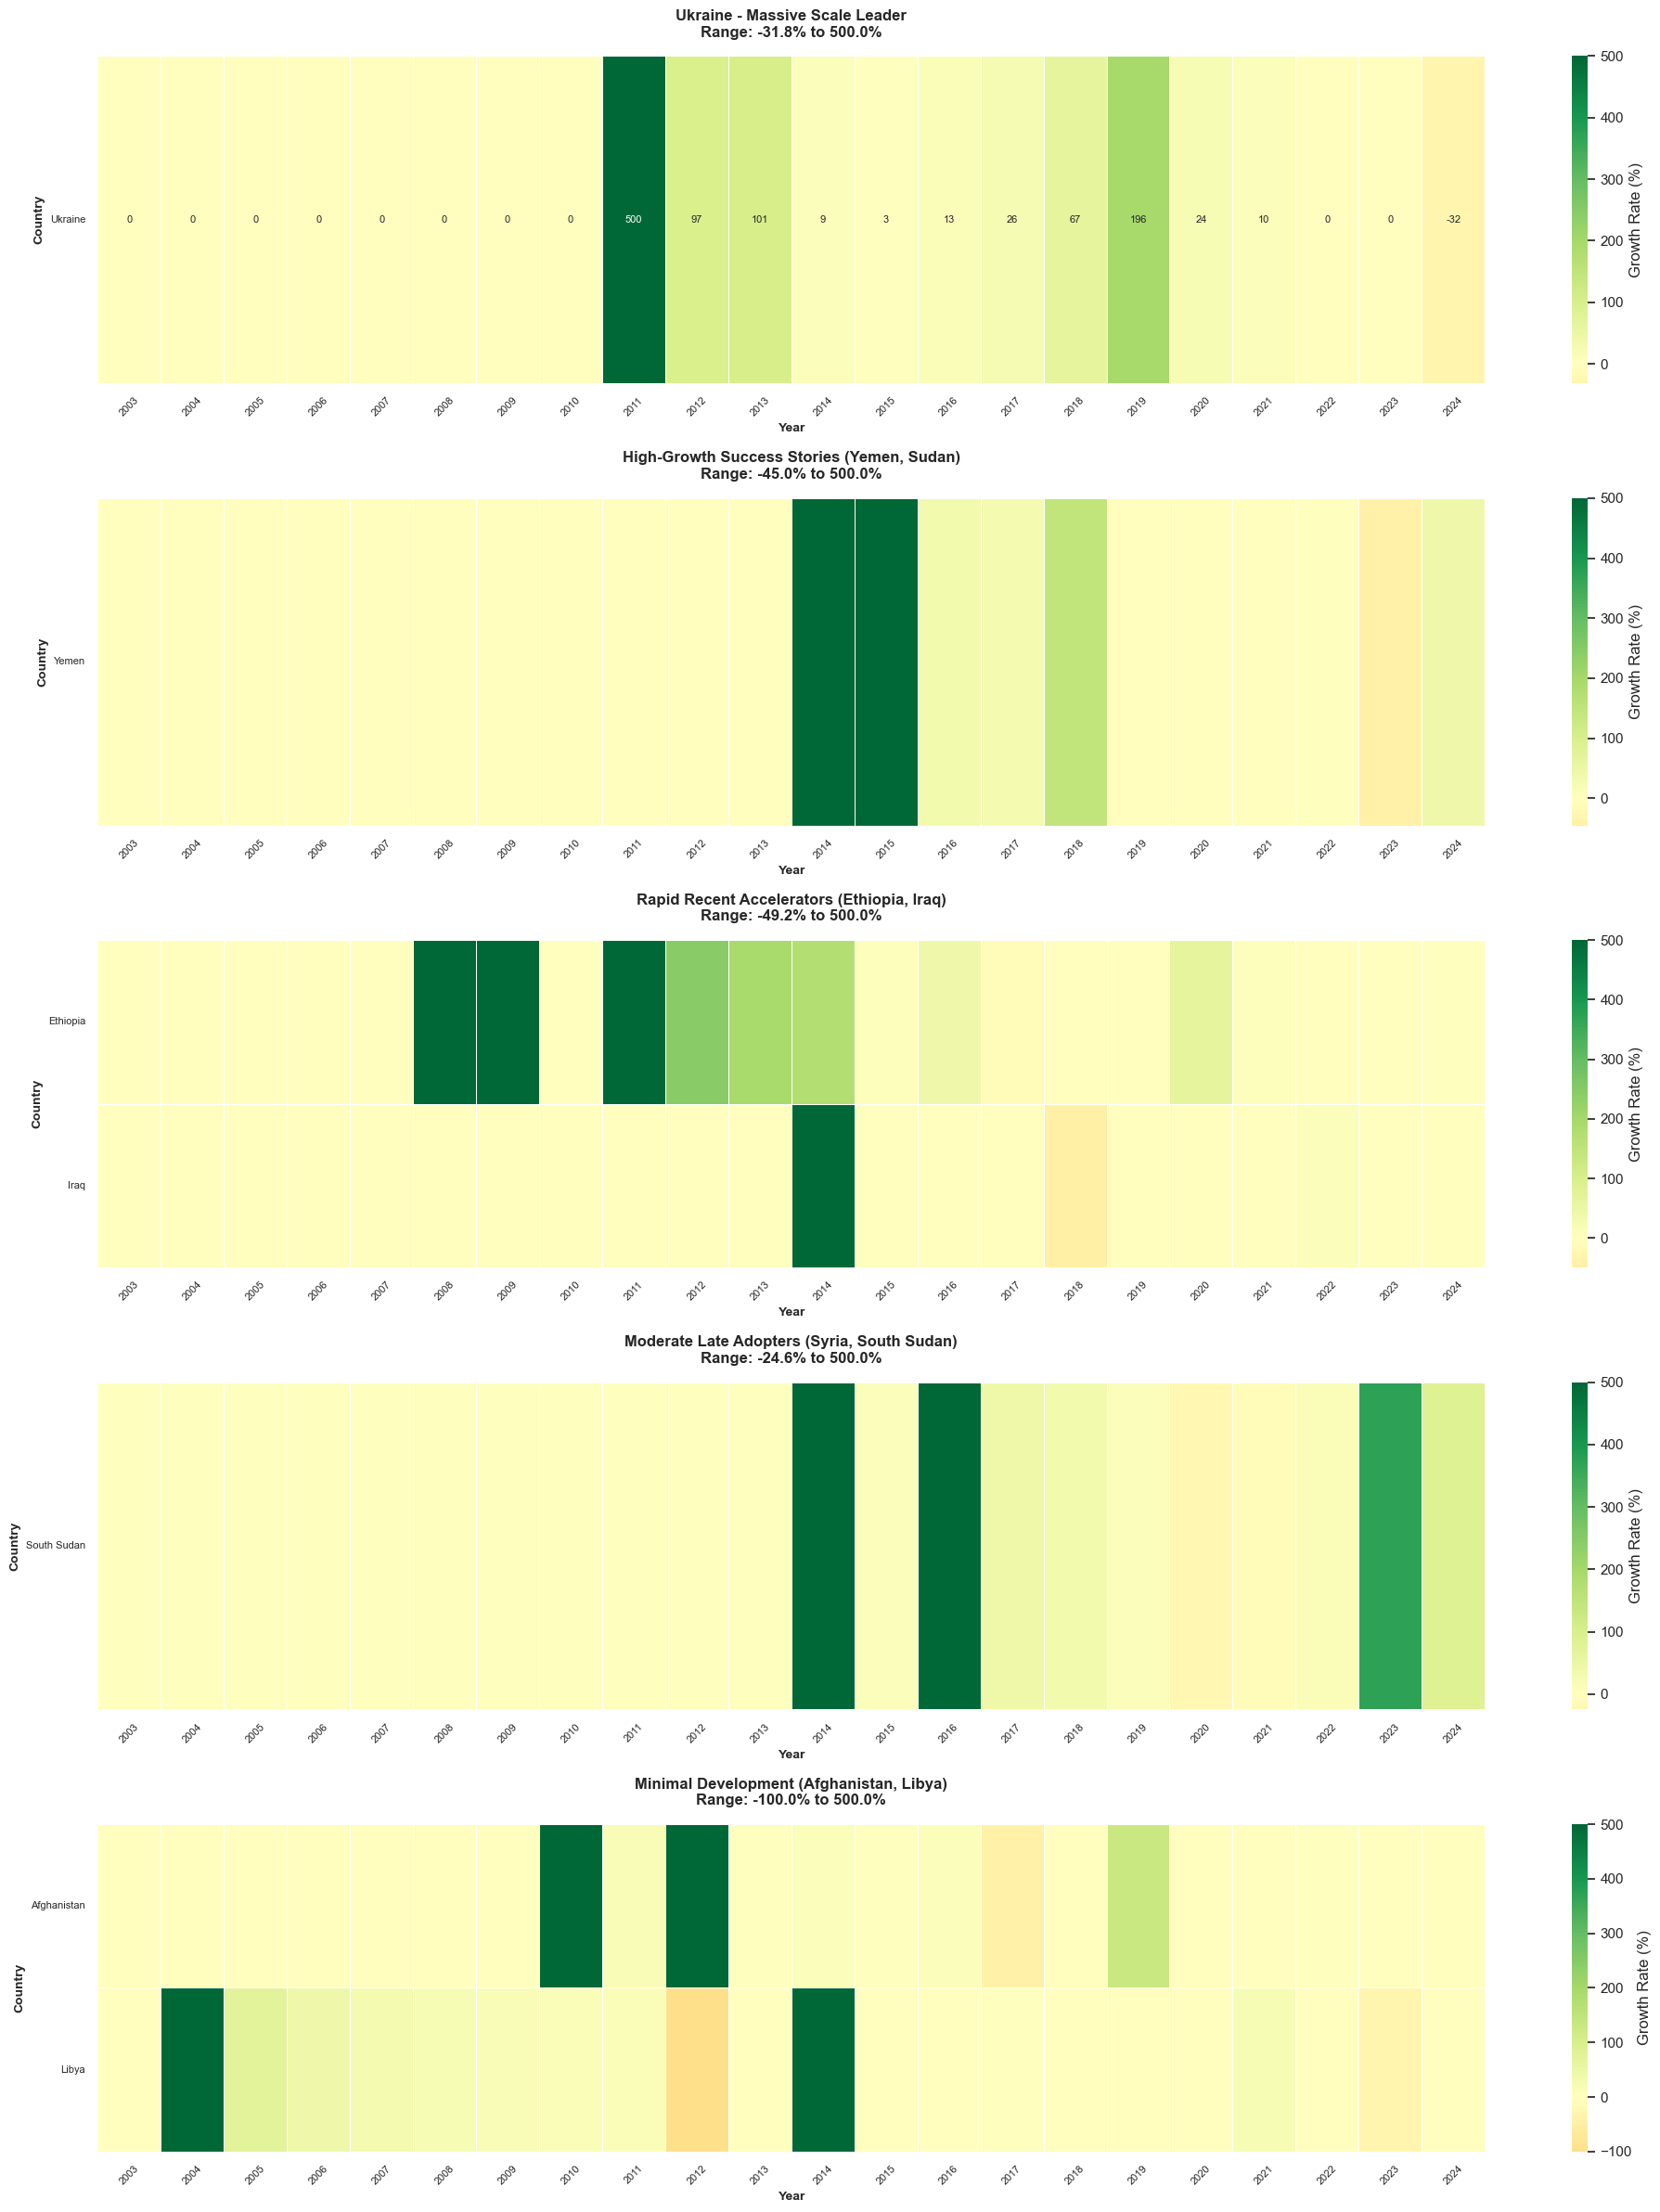 Ukraine - Massive Scale Leader
Range: -31.8% to 500.0%
Country
Ukraine
0 0 0 0 0 0 0 0 500 97 101 9 3 13 26 67 196 24 10 0 0 -32
2003 2004 2005 2006 2007 2008 2009 2010 2011 2012 2013 2014 2015 2016 2017 2018 2019 2020 2021 2022 2023 2024
Year
500
400
300
200
100
0
Growth Rate (%)
High-Growth Success Stories (Yemen, Sudan)
Range: -45.0% to 500.0%
Country
Yemen
2003 2004 2005 2006 2007 2008 2009 2010 2011 2012 2013 2014 2015 2016 2017 2018 2019 2020 2021 2022 2023 2024
Year
500
400
300
200
100
0
Growth Rate (%)
Rapid Recent Accelerators (Ethiopia, Iraq)
Range: -49.2% to 500.0%
Country
Ethiopia
Iraq
2003 2004 2005 2006 2007 2008 2009 2010 2011 2012 2013 2014 2015 2016 2017 2018 2019 2020 2021 2022 2023 2024
Year
500
400
300
200
100
0
Growth Rate (%)
Moderate Late Adopters (Syria, South Sudan)
Range: -24.6% to 500.0%
Country
South Sudan
2003 2004 2005 2006 2007 2008 2009 2010 2011 2012 2013 2014 2015 2016 2017 2018 2019 2020 2021 2022 2023 2024
Year
500
400
300
200
100
0
Growth Rate (%)
Minimal Development (Afghanistan, Libya)
Range: -100.0% to 500.0%
Country
Afghanistan
Libya
2003 2004 2005 2006 2007 2008 2009 2010 2011 2012 2013 2014 2015 2016 2017 2018 2019 2020 2021 2022 2023 2024
Year
500
400
300
200
100
0
−100
Growth Rate (%)